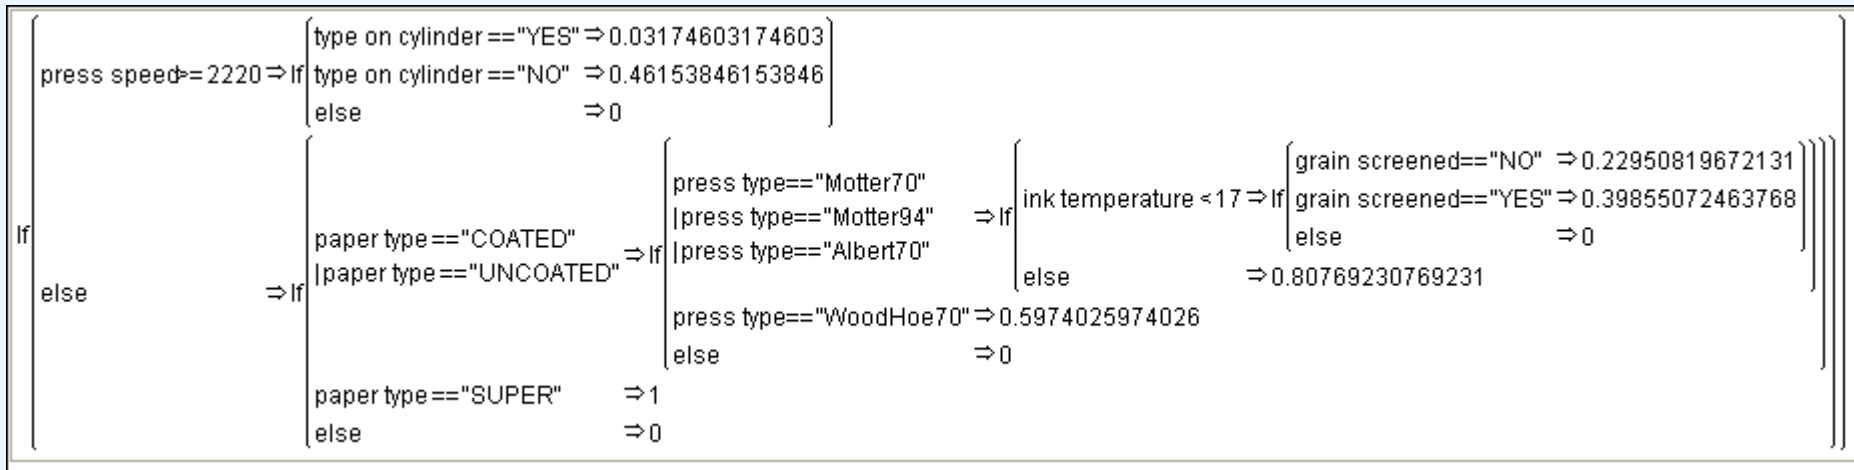 If
press speed>=2220⇒If
type on cylinder=="YES"⇒0.03174603174603
type on cylinder=="NO" ⇒0.46153846153846
else ⇒0
else ⇒If
paper type=="COATED"
|paper type=="UNCOATED" ⇒If
press type=="Motter70"
|press type=="Motter94" ⇒If
|press type=="Albert70"
ink temperature<17⇒If
grain screened=="NO" ⇒0.22950819672131
grain screened=="YES"⇒0.39855072463768
else ⇒0
else ⇒0.80769230769231
press type=="WoodHoe70"⇒0.5974025974026
else ⇒0
paper type=="SUPER" ⇒1
else ⇒0